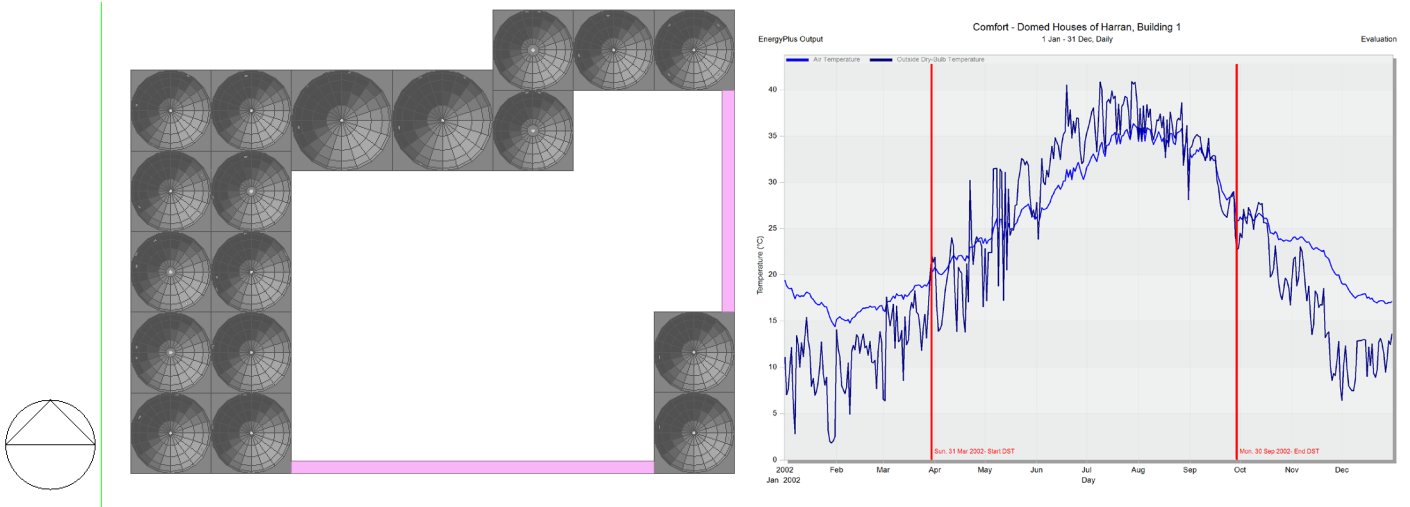 Comfort - Domed Houses of Harran, Building 1
EnergyPlus Output 1 Jan - 31 Dec, Daily Evaluation
Air Temperature Outside Dry-Bulb Temperature
Temperature (°C)
40
35
30
25
20
15
10
5
0
Sun, 31 Mar 2002- Start DST Mon, 30 Sep 2002- End DST
2002 Feb Mar Apr May Jun Jul Aug Sep Oct Nov Dec
Jan 2002 Day